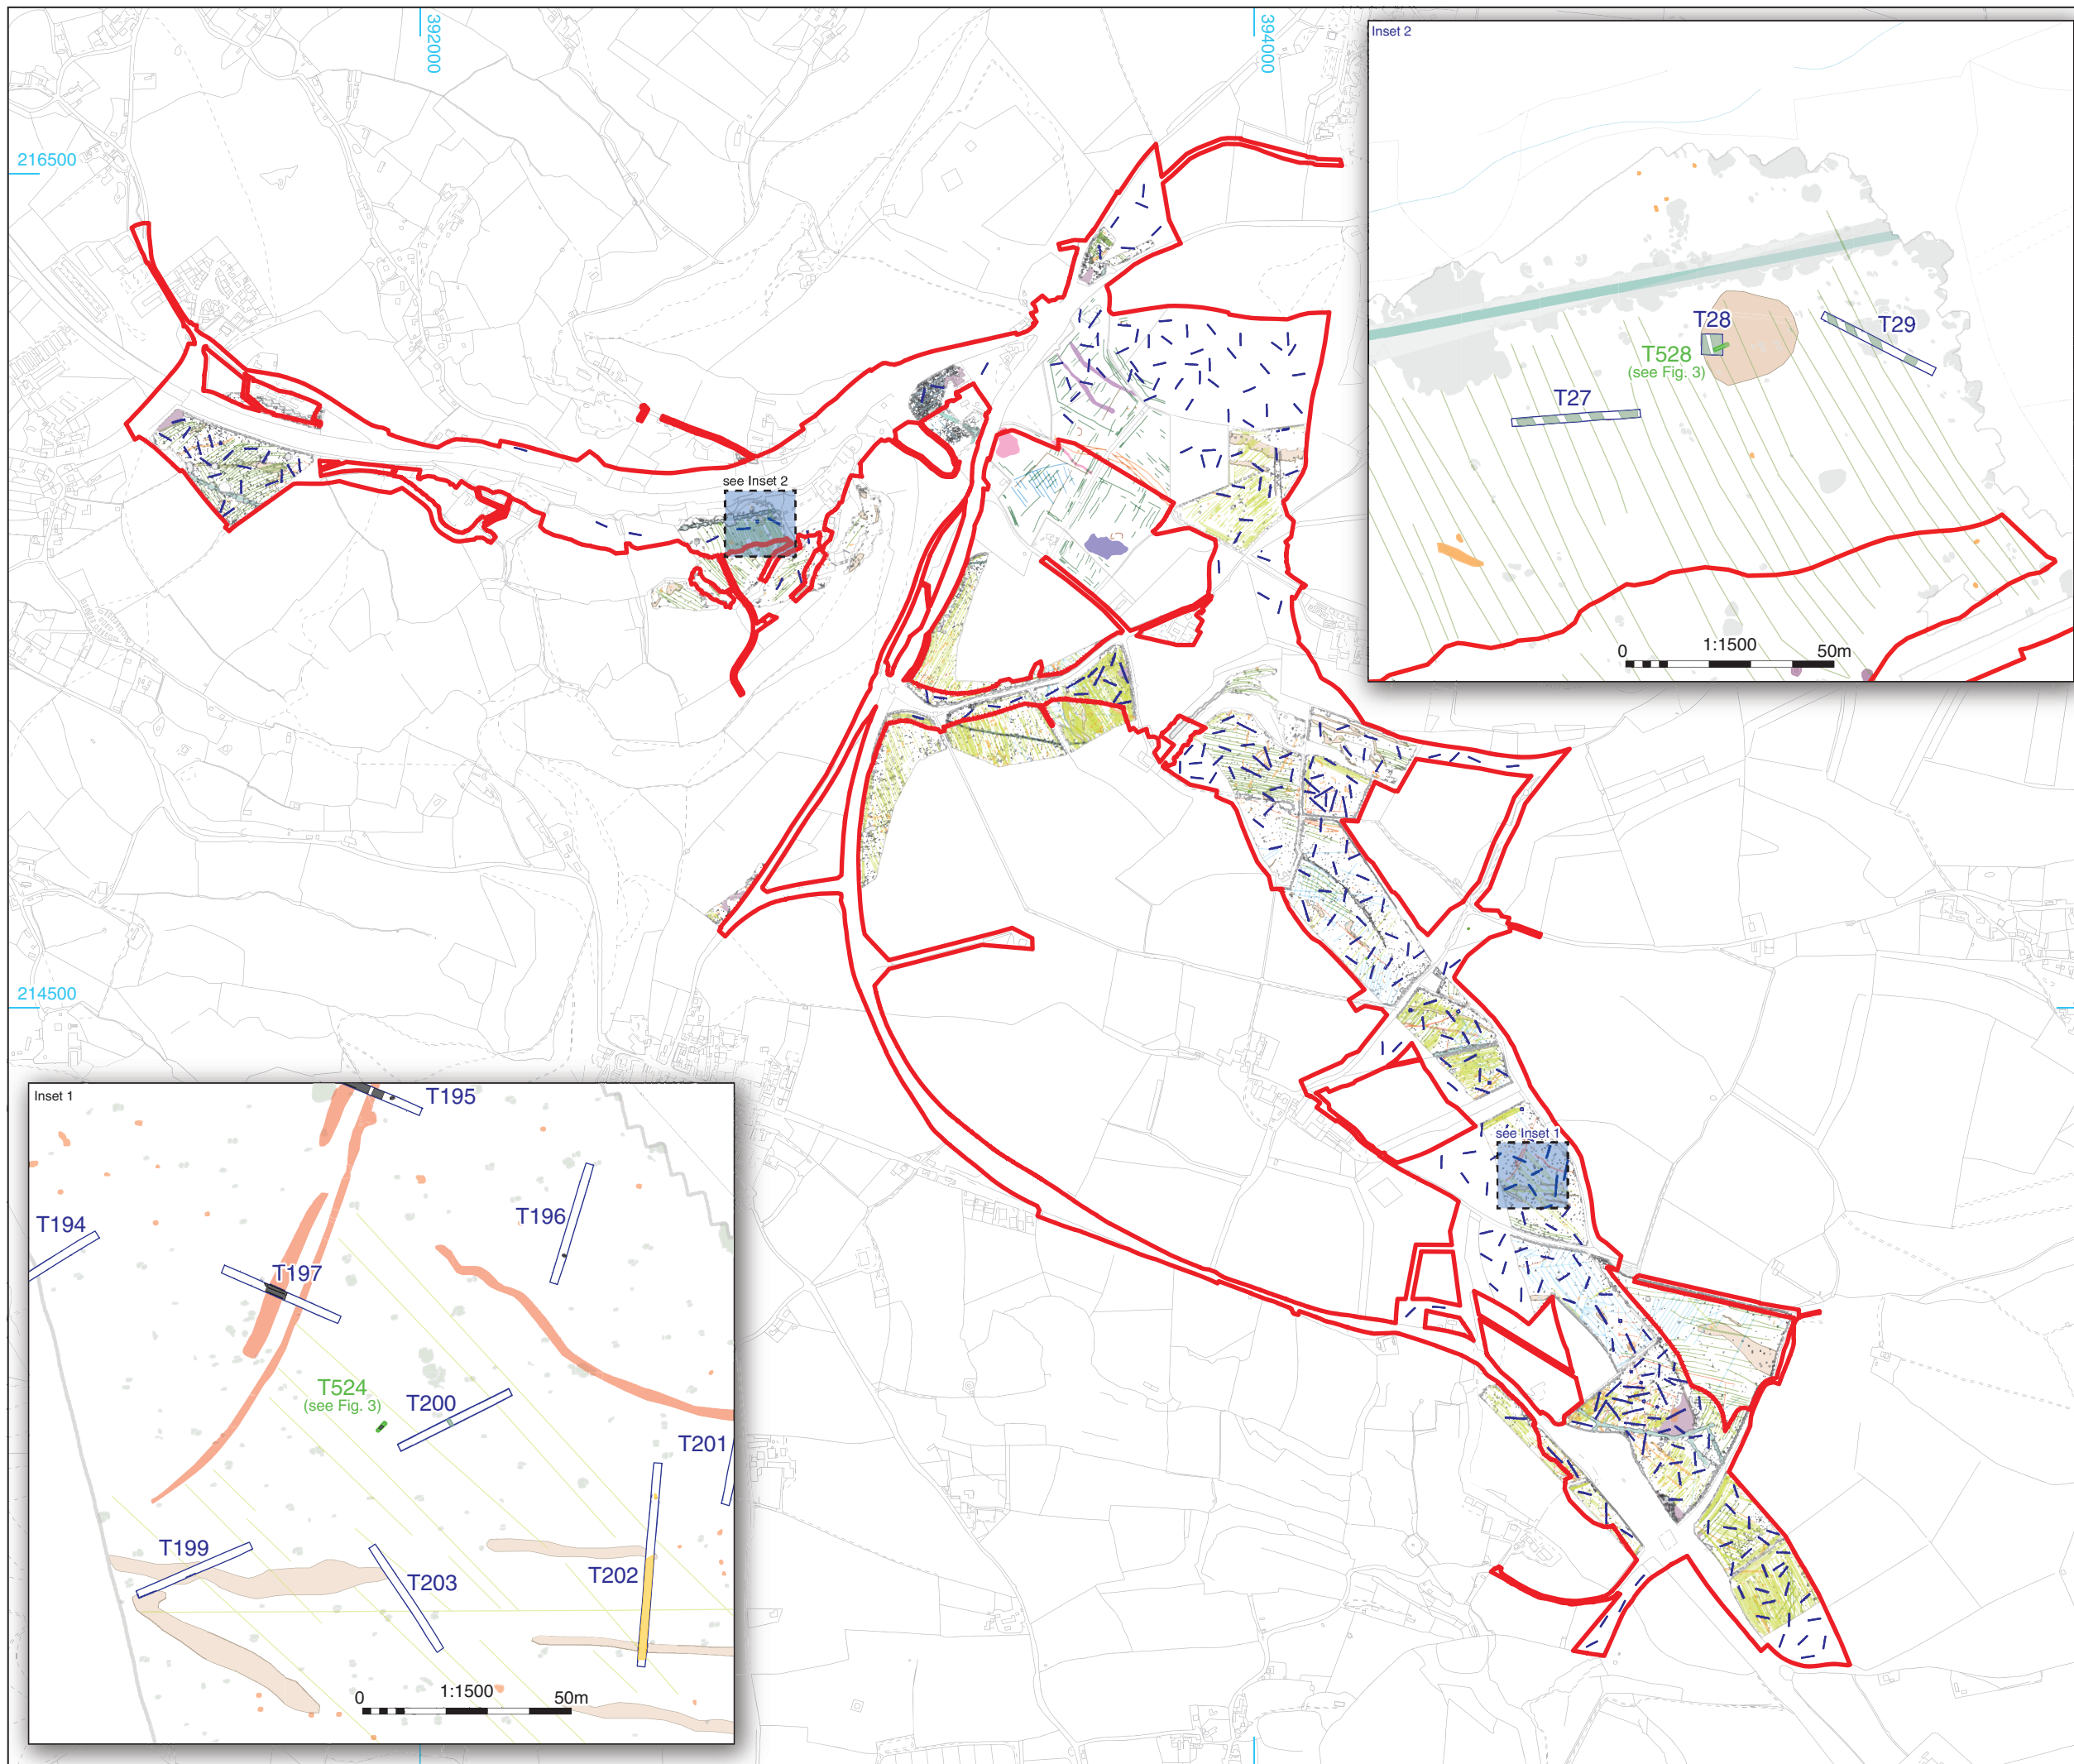 392000
394000
216500
214500
see Inset 2
see Inset 1
Inset 2
T28
T29
T528
(see Fig. 3)
T27
0
1:1500
50m
Inset 1
T195
T194
T196
T197
T524
(see Fig. 3)
T200
T201
T199
T203
T202
0
1:1500
50m